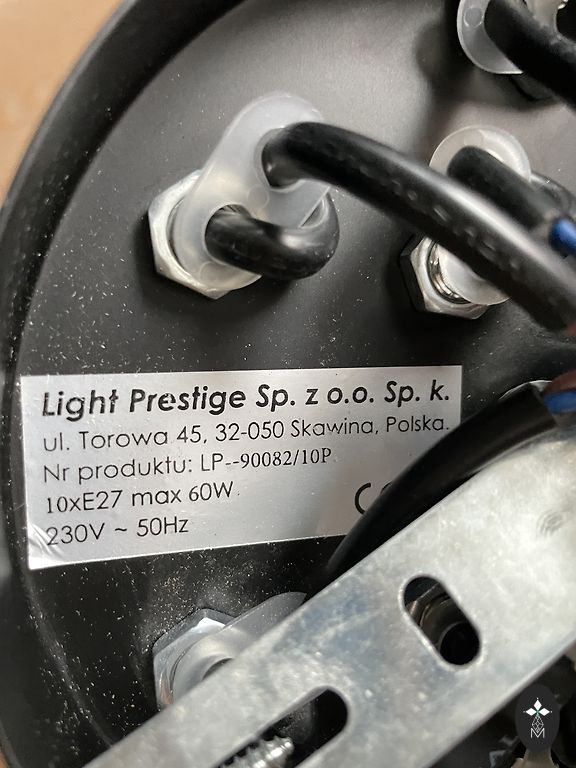 Light Prestige Sp. z o.o. Sp. k.
ul. Torowa 45, 32-050 Skawina, Polska.
Nr produktu: LP--90082/10P
10xE27 max 60W
230V ~ 50Hz